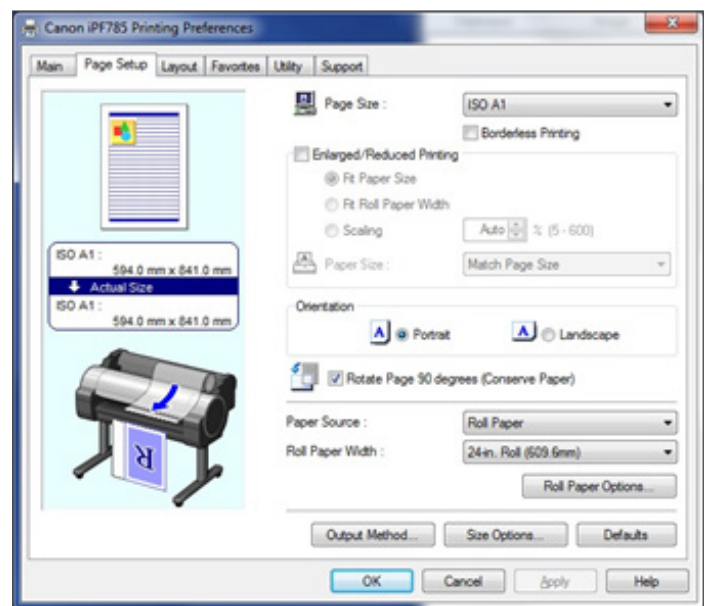 Canon iPF785 Printing Preferences
Main Page Setup Layout Favorites Utility Support
Page Size : ISO A1
Borderless Printing
Enlarged/Reduced Printing
Fit Paper Size
Fit Roll Paper Width
Scaling Auto % (5 - 600)
Paper Size : Match Page Size
ISO A1 :
594.0 mm x 841.0 mm
Actual Size
ISO A1 :
594.0 mm x 841.0 mm
Orientation
A Portrait A Landscape
Rotate Page 90 degrees (Conserve Paper)
R
Paper Source : Roll Paper
Roll Paper Width : 24-in. Roll (609.6mm)
Roll Paper Options...
Output Method... Size Options... Defaults
OK Cancel Apply Help